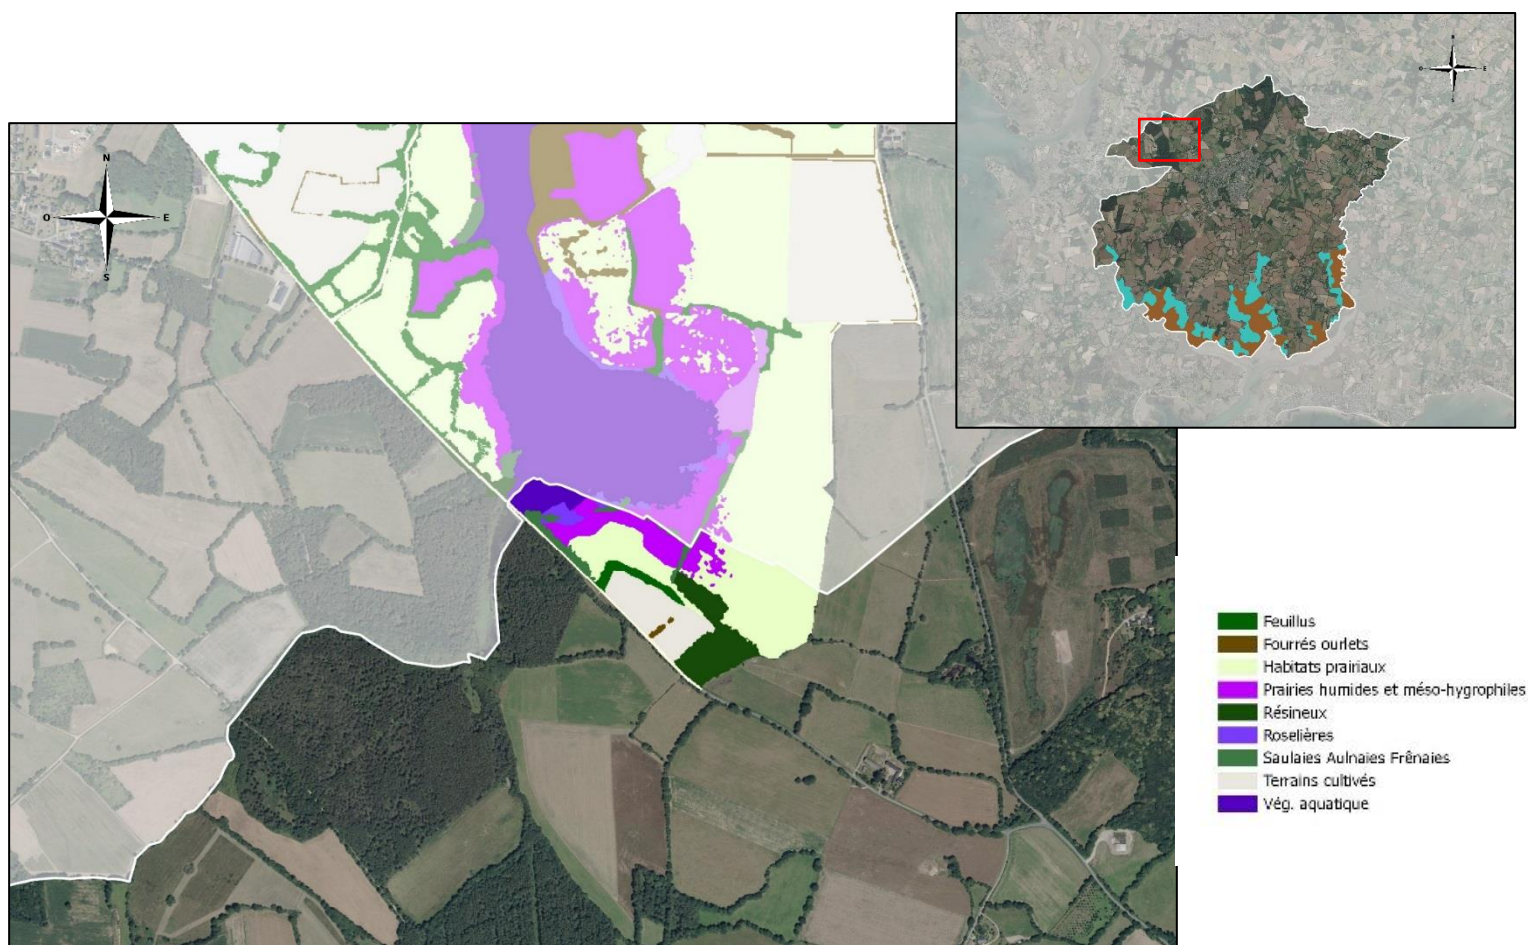 N
O
E
S
N
O
E
S
Feuillus
Fourrés ourlets
Habitats prairiaux
Prairies humides et méso-hygrophiles
Résineux
Roselières
Saulaies Aulnaies Frênaies
Terrains cultivés
Vég. aquatique